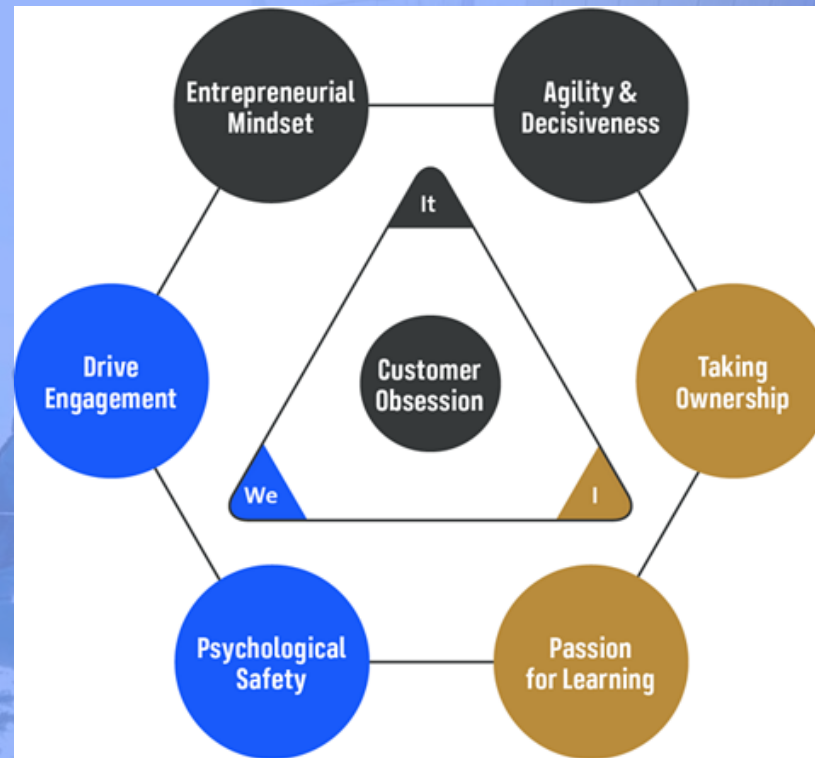 Entrepreneurial
Mindset
Agility &
Decisiveness
It
Drive
Engagement
Customer
Obsession
Taking
Ownership
We
I
Psychological
Safety
Passion
for Learning